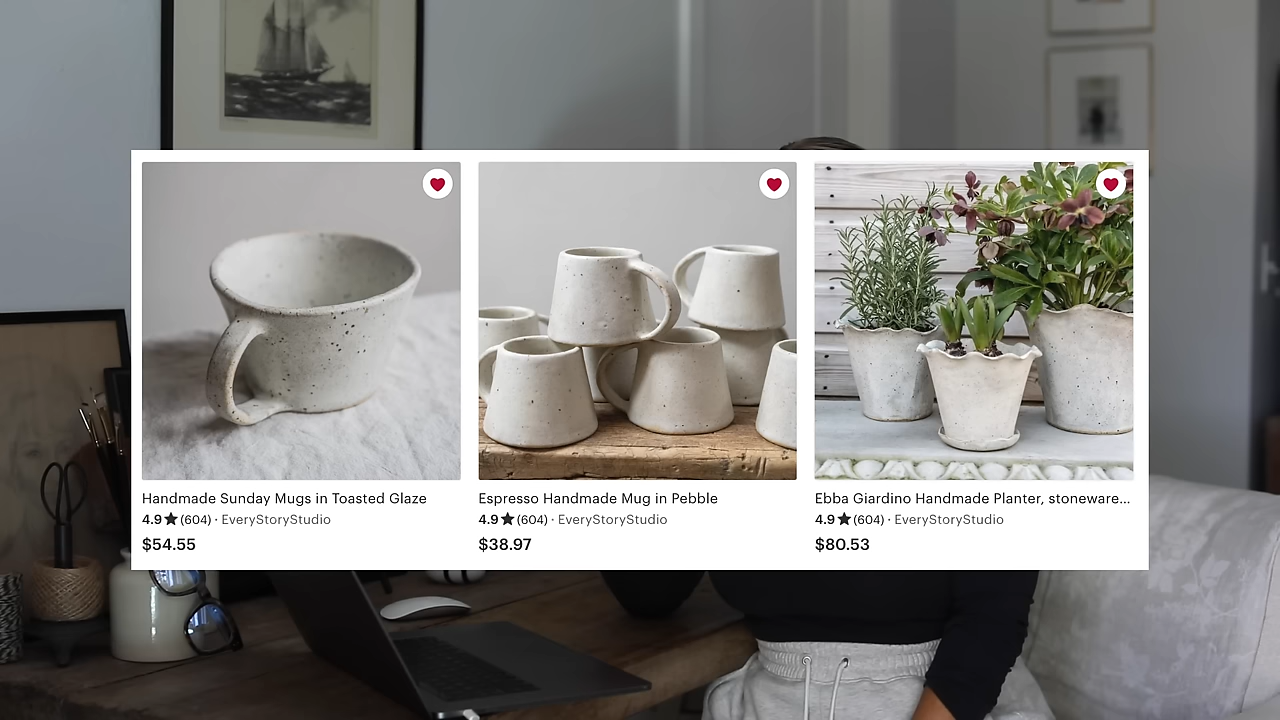 Handmade Sunday Mugs in Toasted Glaze
4.9★(604) · EveryStoryStudio
$54.55
Espresso Handmade Mug in Pebble
4.9★(604) · EveryStoryStudio
$38.97
Ebba Giardino Handmade Planter, stoneware...
4.9★(604) · EveryStoryStudio
$80.53